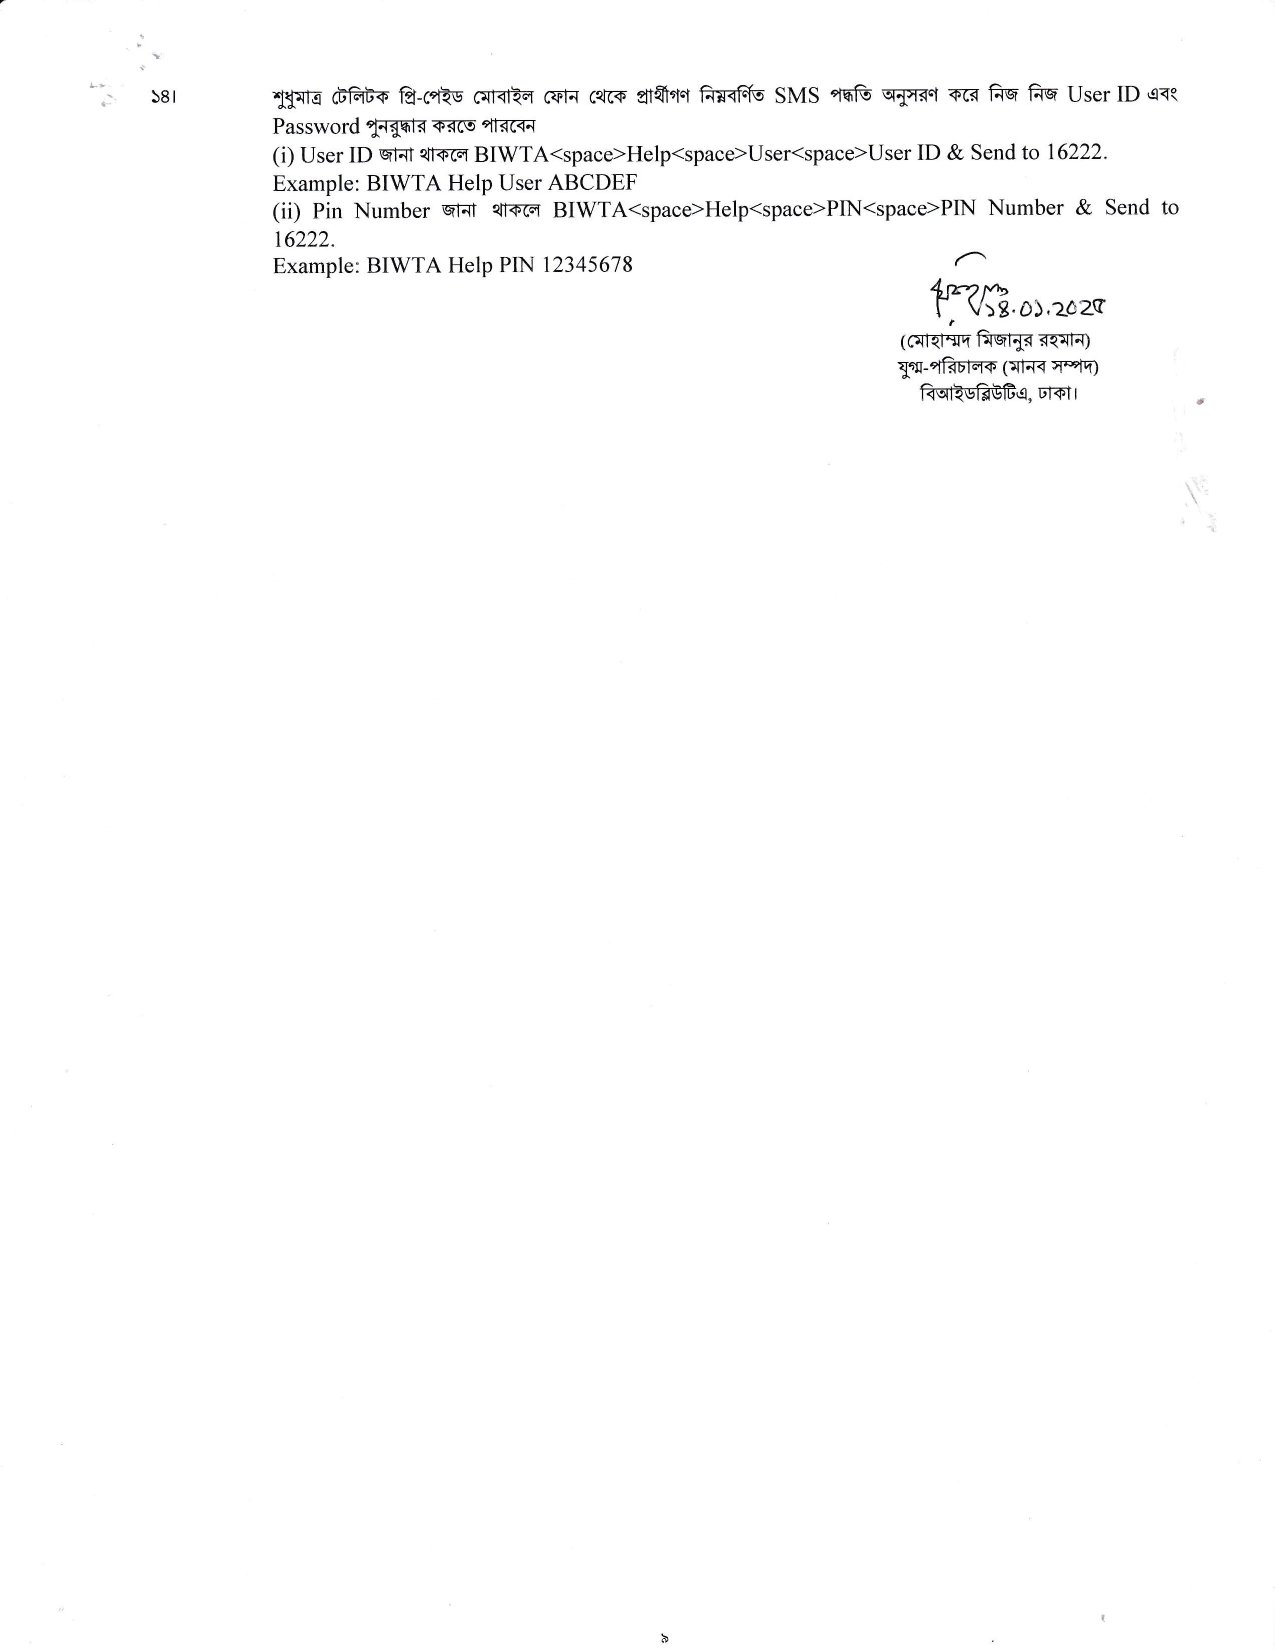 ১৪। শুধুমাত্র টেলিটক প্রি-পেইড মোবাইল ফোন থেকে প্রার্থীগণ নিম্নবর্ণিত SMS পদ্ধতি অনুসরণ করে নিজ নিজ User ID এবং
Password পুনরুদ্ধার করতে পারবেন
(i) User ID জানা থাকলে BIWTA<space>Help<space>User<space>User ID & Send to 16222.
Example: BIWTA Help User ABCDEF
(ii) Pin Number জানা থাকলে BIWTA<space>Help<space>PIN<space>PIN Number & Send to
16222.
Example: BIWTA Help PIN 12345678
১৪.০১.২০২৫
(মোহাম্মদ মিজানুর রহমান)
যুগ্ম-পরিচালক (মানব সম্পদ)
বিআইডব্লিউটিএ, ঢাকা।
৯